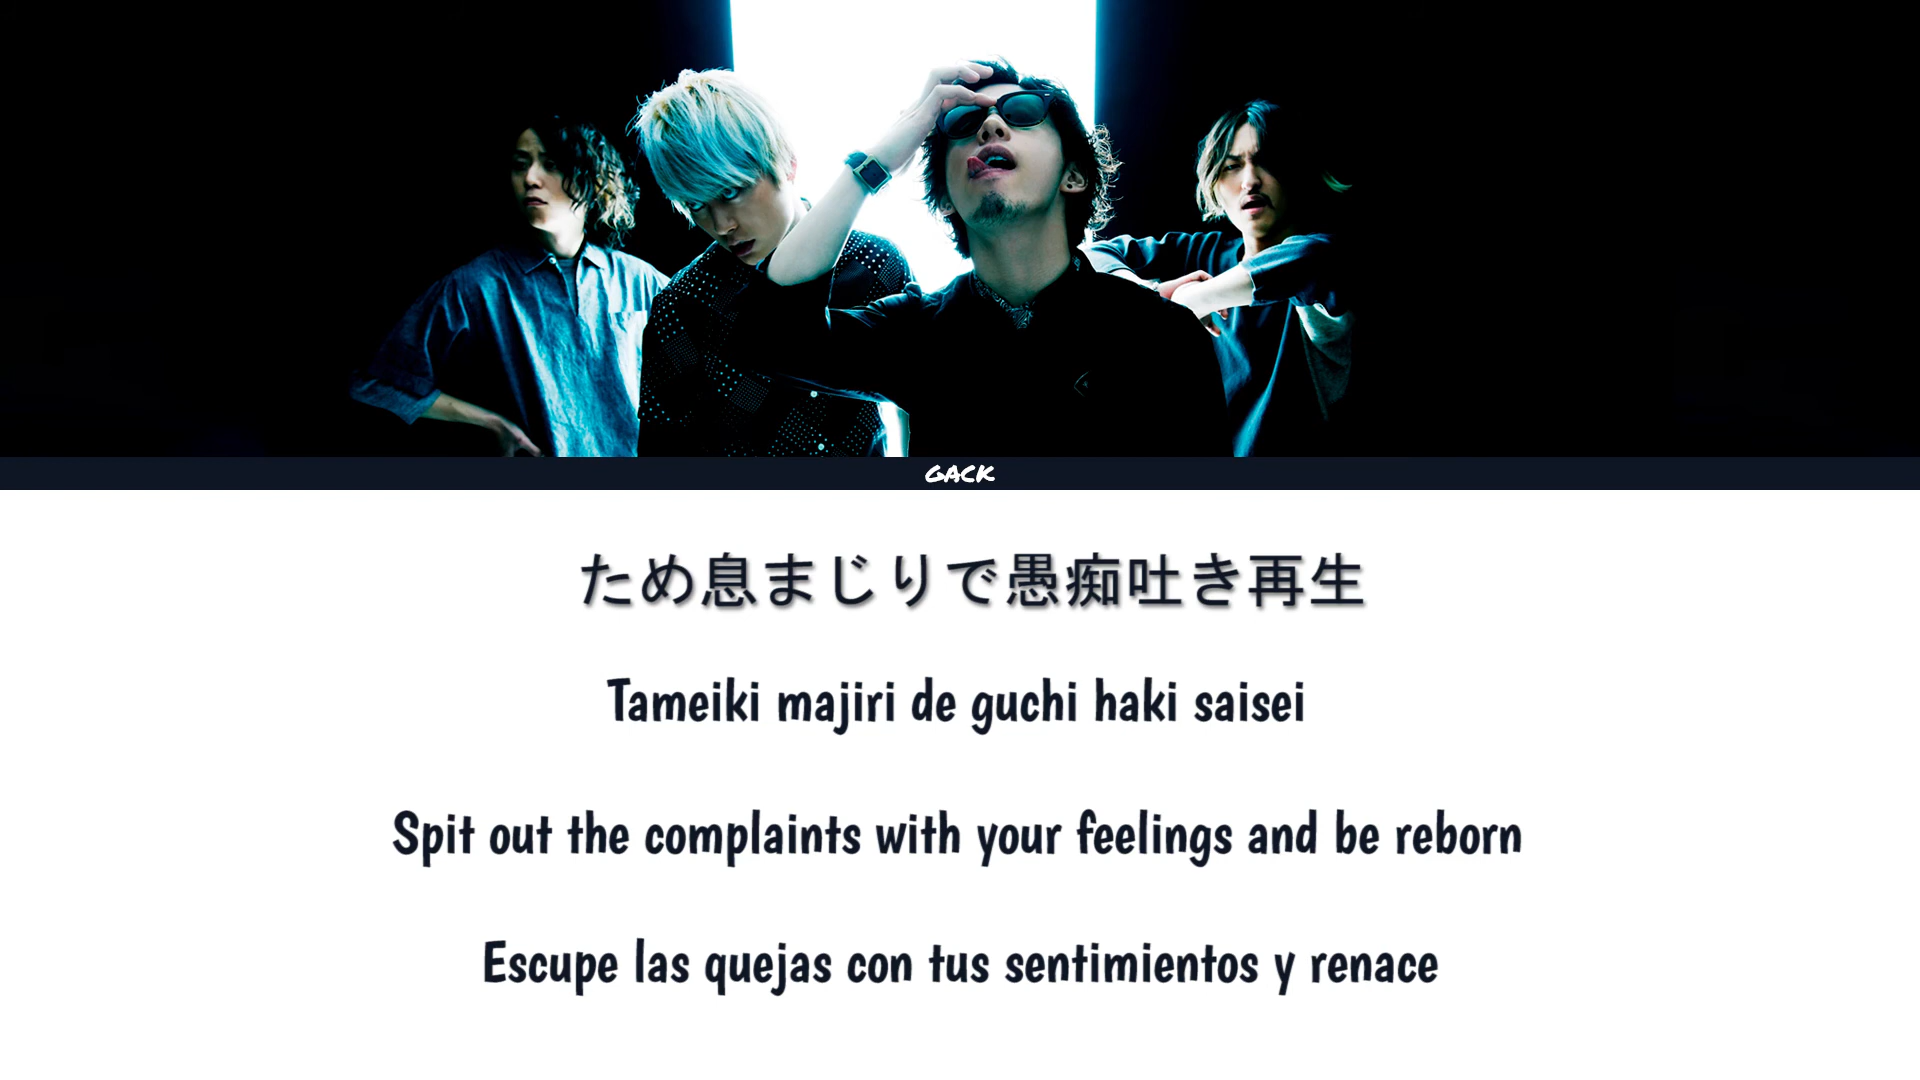 GACK
ため息まじりで愚痴吐き再生
Tameiki majiri de guchi haki saisei
Spit out the complaints with your feelings and be reborn
Escupe las quejas con tus sentimientos y renace